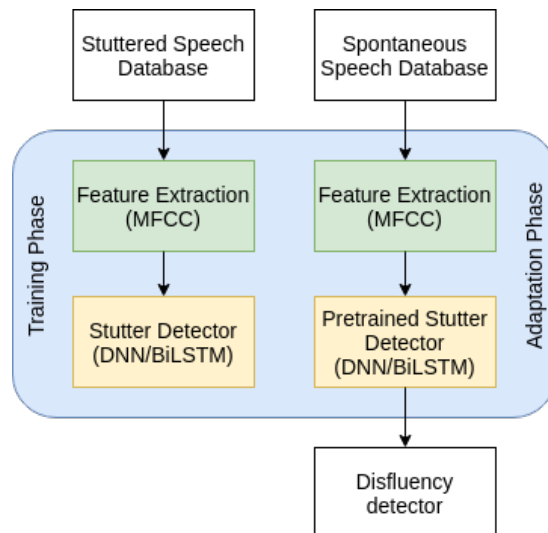 Stuttered Speech
Database
Spontaneous
Speech Database
Training Phase
Feature Extraction
(MFCC)
Feature Extraction
(MFCC)
Adaptation Phase
Stutter Detector
(DNN/BiLSTM)
Pretrained Stutter
Detector
(DNN/BiLSTM)
Disfluency
detector